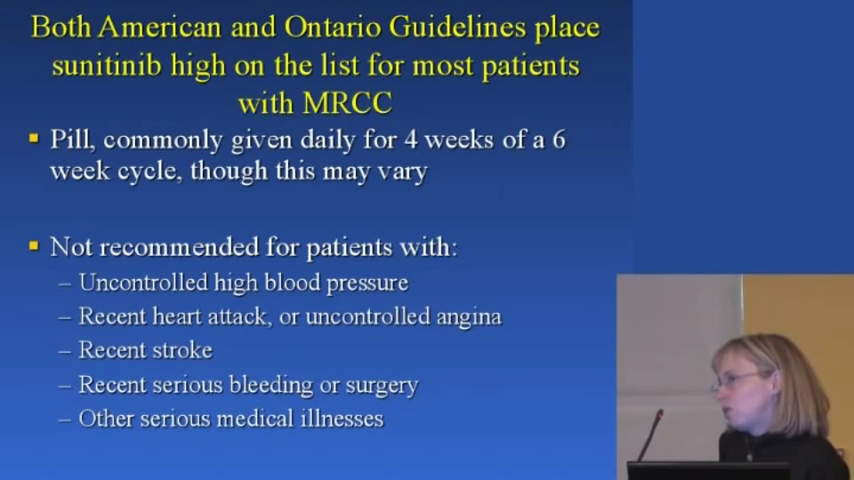 Both American and Ontario Guidelines place
sunitinib high on the list for most patients
with MRCC
▪ Pill, commonly given daily for 4 weeks of a 6
week cycle, though this may vary
▪ Not recommended for patients with:
– Uncontrolled high blood pressure
– Recent heart attack, or uncontrolled angina
– Recent stroke
– Recent serious bleeding or surgery
– Other serious medical illnesses